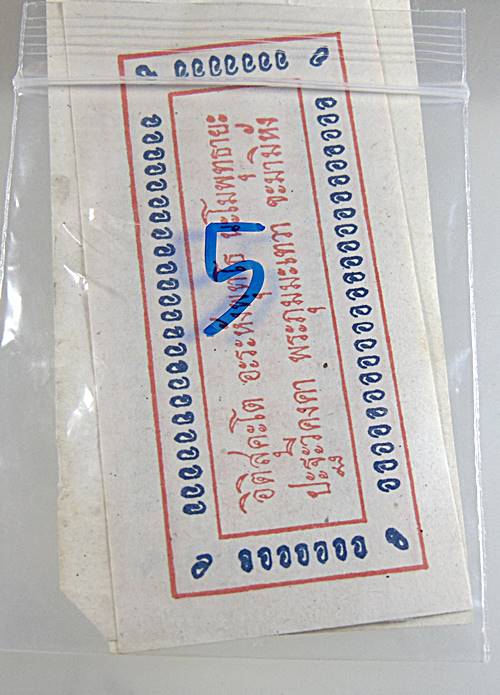 อิติสุคะโต อะระหังพุทโธ นะโมพุทธายะ
ปะฐะวีคงคา พระภุมมะเทวา ขะมามิหัง
5